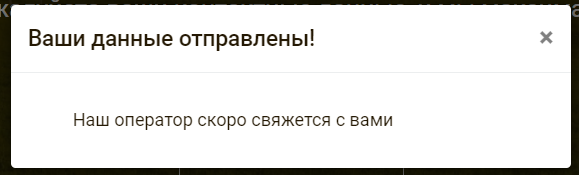 Ваши данные отправлены!
×
Наш оператор скоро свяжется с вами